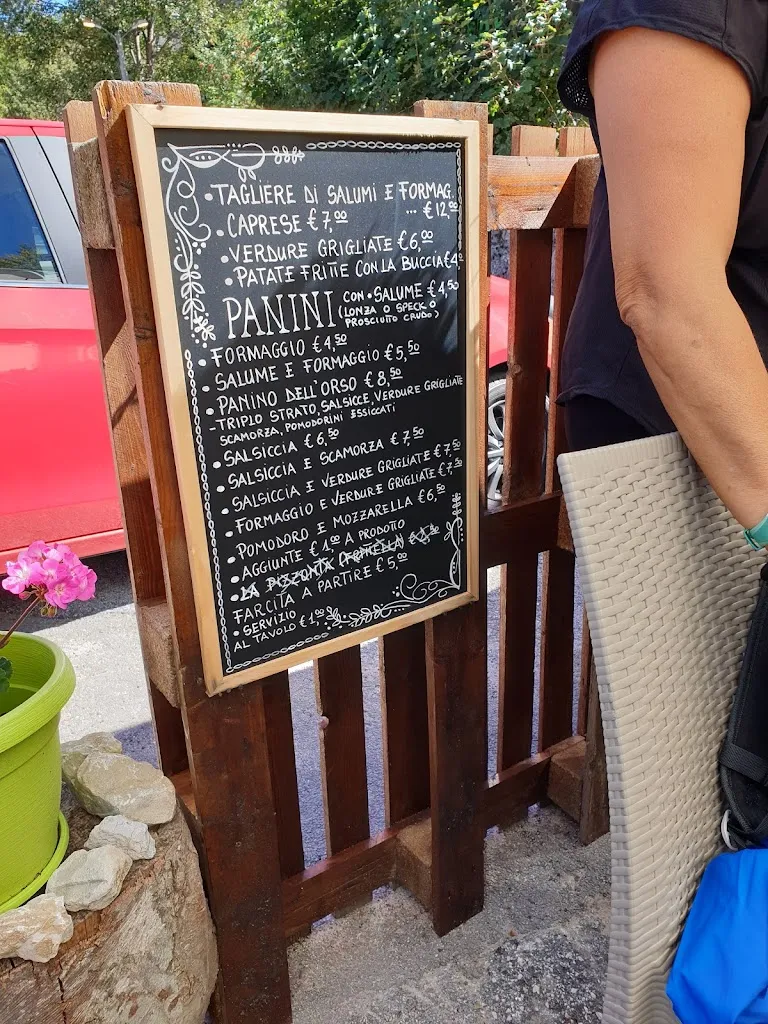 • TAGLIERE DI SALUMI E FORMAG.
... €12,00
• CAPRESE €7,00
• VERDURE GRIGLIATE €6,00
• PATATE FRITTE CON LA BUCCIA €4,
PANINI CON • SALUME €4,50
(LONZA O SPECK O
PROSCIUTTO CRUDO)
• FORMAGGIO €4,50
• SALUME E FORMAGGIO €5,50
• PANINO DELL'ORSO €8,50
- TRIPLO STRATO, SALSICCE, VERDURE GRIGLIATE
SCAMORZA, POMODORINI ESSICCATI
• SALSICCIA €6,50
• SALSICCIA E SCAMORZA €7,50
• SALSICCIA E VERDURE GRIGLIATE €7,50
• FORMAGGIO E VERDURE GRIGLIATE €7,50
• POMODORO E MOZZARELLA €6,50
• AGGIUNTE €1,00 A PRODOTTO
• LA PIZZONTA
FARCITA A PARTIRE €5,00
• SERVIZIO
AL TAVOLO €1,00